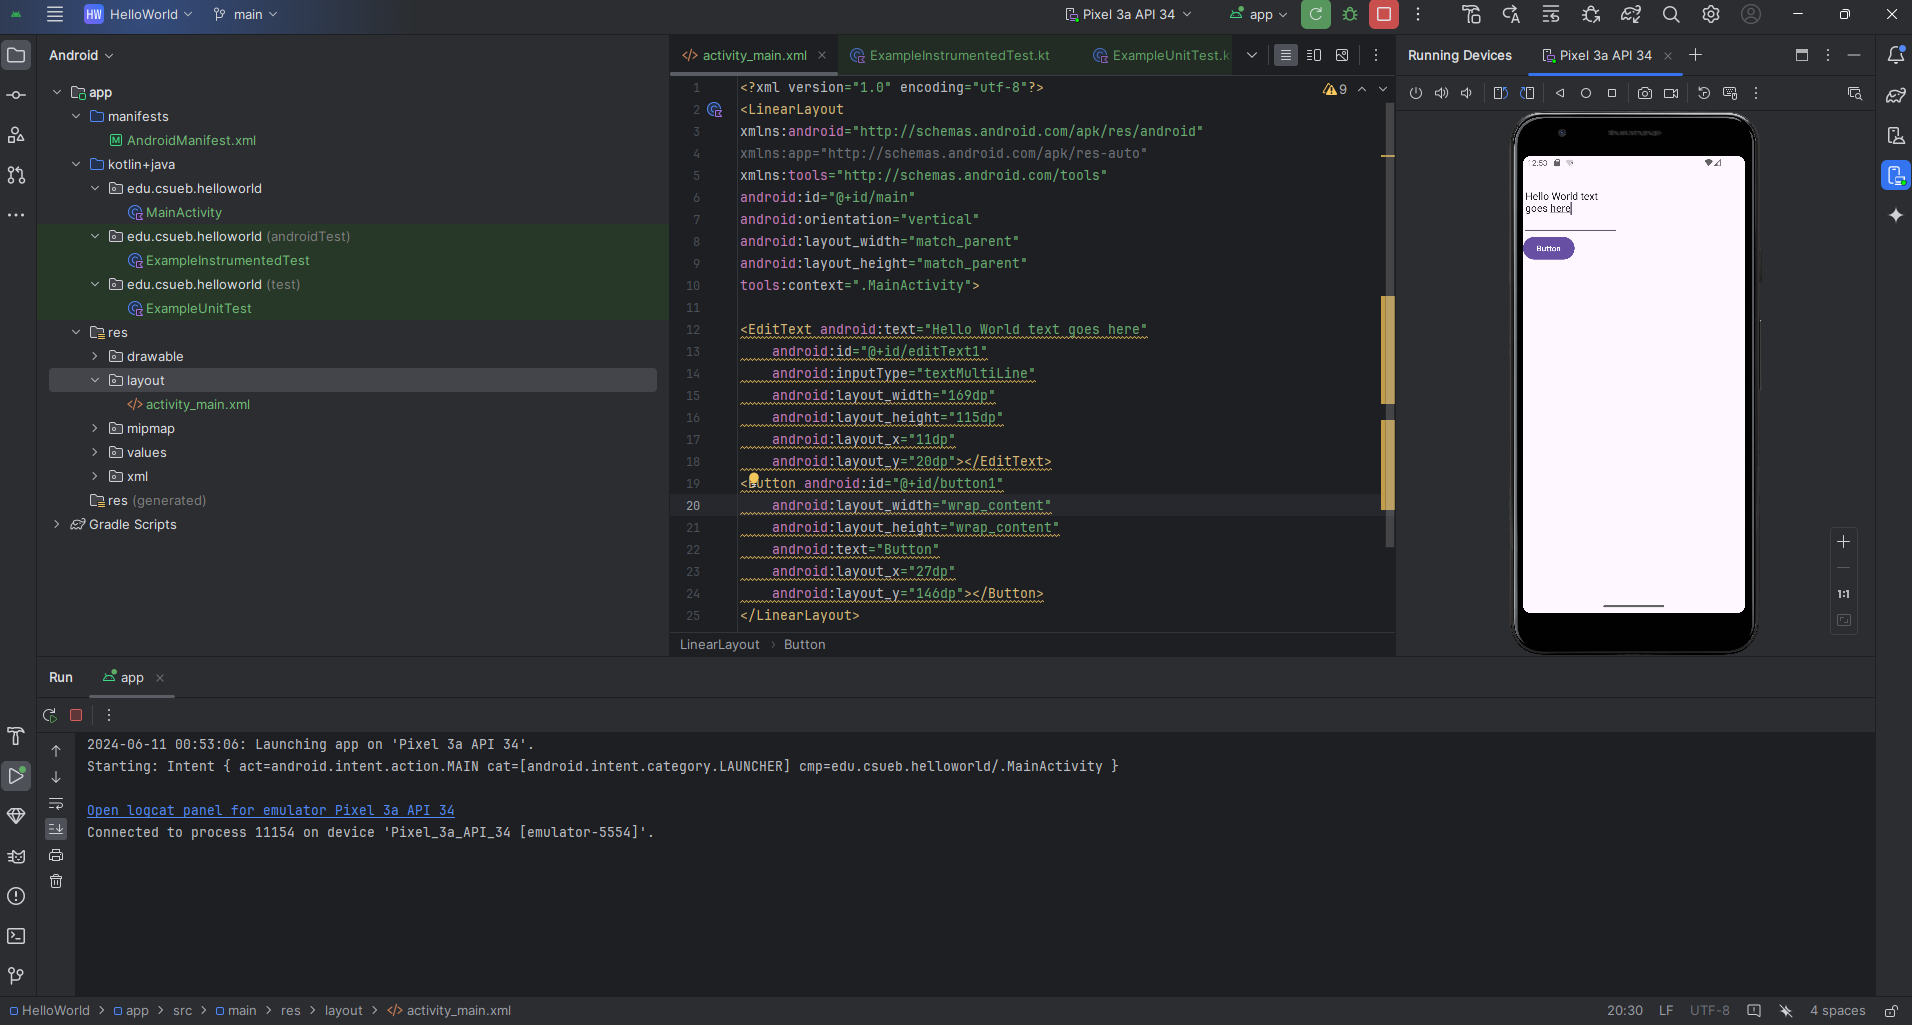 HW HelloWorld main Pixel 3a API 34 app
Android
app
manifests
AndroidManifest.xml
kotlin+java
edu.csueb.helloworld
MainActivity
edu.csueb.helloworld (androidTest)
ExampleInstrumentedTest
edu.csueb.helloworld (test)
ExampleUnitTest
res
drawable
layout
activity_main.xml
mipmap
values
xml
res (generated)
Gradle Scripts
activity_main.xml ExampleInstrumentedTest.kt ExampleUnitTest.k
9
1 <?xml version="1.0" encoding="utf-8"?>
2 <LinearLayout
3 xmlns:android="http://schemas.android.com/apk/res/android"
4 xmlns:app="http://schemas.android.com/apk/res-auto"
5 xmlns:tools="http://schemas.android.com/tools"
6 android:id="@+id/main"
7 android:orientation="vertical"
8 android:layout_width="match_parent"
9 android:layout_height="match_parent"
10 tools:context=".MainActivity">
11
12 <EditText android:text="Hello World text goes here"
13 android:id="@+id/editText1"
14 android:inputType="textMultiLine"
15 android:layout_width="169dp"
16 android:layout_height="115dp"
17 android:layout_x="11dp"
18 android:layout_y="20dp"></EditText>
19 <Button android:id="@+id/button1"
20 android:layout_width="wrap_content"
21 android:layout_height="wrap_content"
22 android:text="Button"
23 android:layout_x="27dp"
24 android:layout_y="146dp"></Button>
25 </LinearLayout>
LinearLayout Button
Running Devices Pixel 3a API 34
12:53
Hello World text
goes here
Button
1:1
Run app
2024-06-11 00:53:06: Launching app on 'Pixel 3a API 34'.
Starting: Intent { act=android.intent.action.MAIN cat=[android.intent.category.LAUNCHER] cmp=edu.csueb.helloworld/.MainActivity }
Open logcat panel for emulator Pixel 3a API 34
Connected to process 11154 on device 'Pixel_3a_API_34 [emulator-5554]'.
HelloWorld app src main res layout activity_main.xml 20:30 LF UTF-8 4 spaces